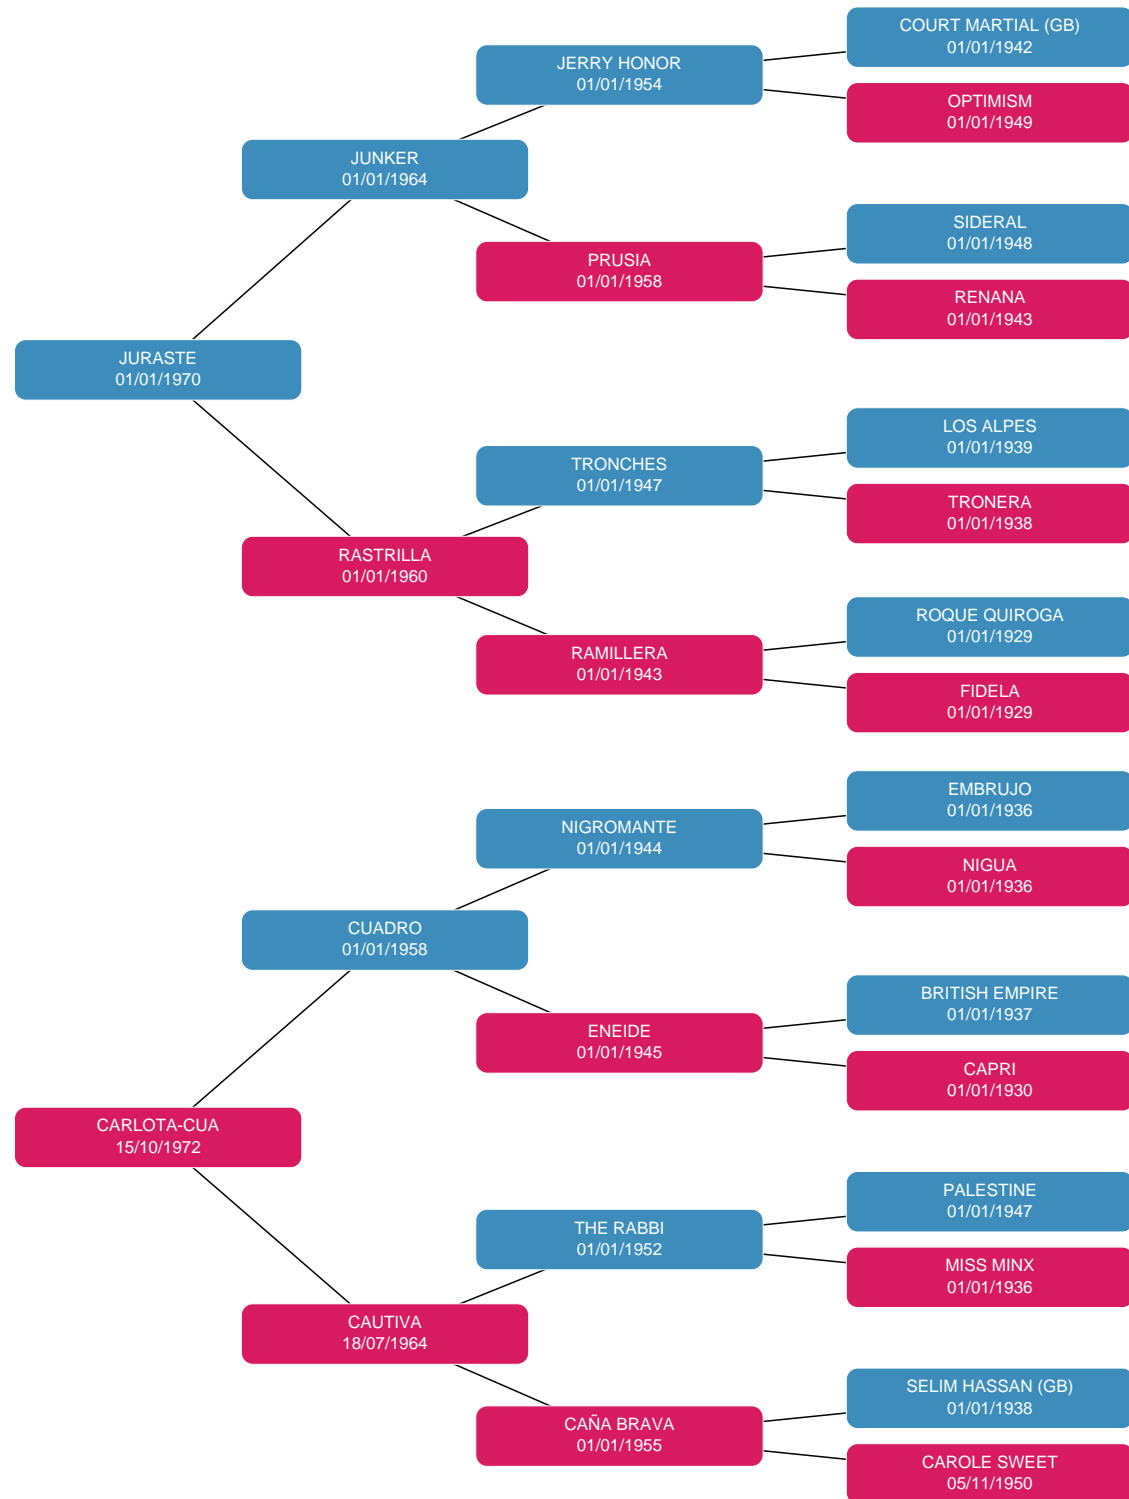 COURT MARTIAL (GB)
01/01/1942
JERRY HONOR
01/01/1954
OPTIMISM
01/01/1949
JUNKER
01/01/1964
SIDERAL
01/01/1948
PRUSIA
01/01/1958
RENANA
01/01/1943
JURASTE
01/01/1970
LOS ALPES
01/01/1939
TRONCHES
01/01/1947
TRONERA
01/01/1938
RASTRILLA
01/01/1960
ROQUE QUIROGA
01/01/1929
RAMILLERA
01/01/1943
FIDELA
01/01/1929
EMBRUJO
01/01/1936
NIGROMANTE
01/01/1944
NIGUA
01/01/1936
CUADRO
01/01/1958
BRITISH EMPIRE
01/01/1937
ENEIDE
01/01/1945
CAPRI
01/01/1930
CARLOTA-CUA
15/10/1972
PALESTINE
01/01/1947
THE RABBI
01/01/1952
MISS MINX
01/01/1936
CAUTIVA
18/07/1964
SELIM HASSAN (GB)
01/01/1938
CAÑA BRAVA
01/01/1955
CAROLE SWEET
05/11/1950